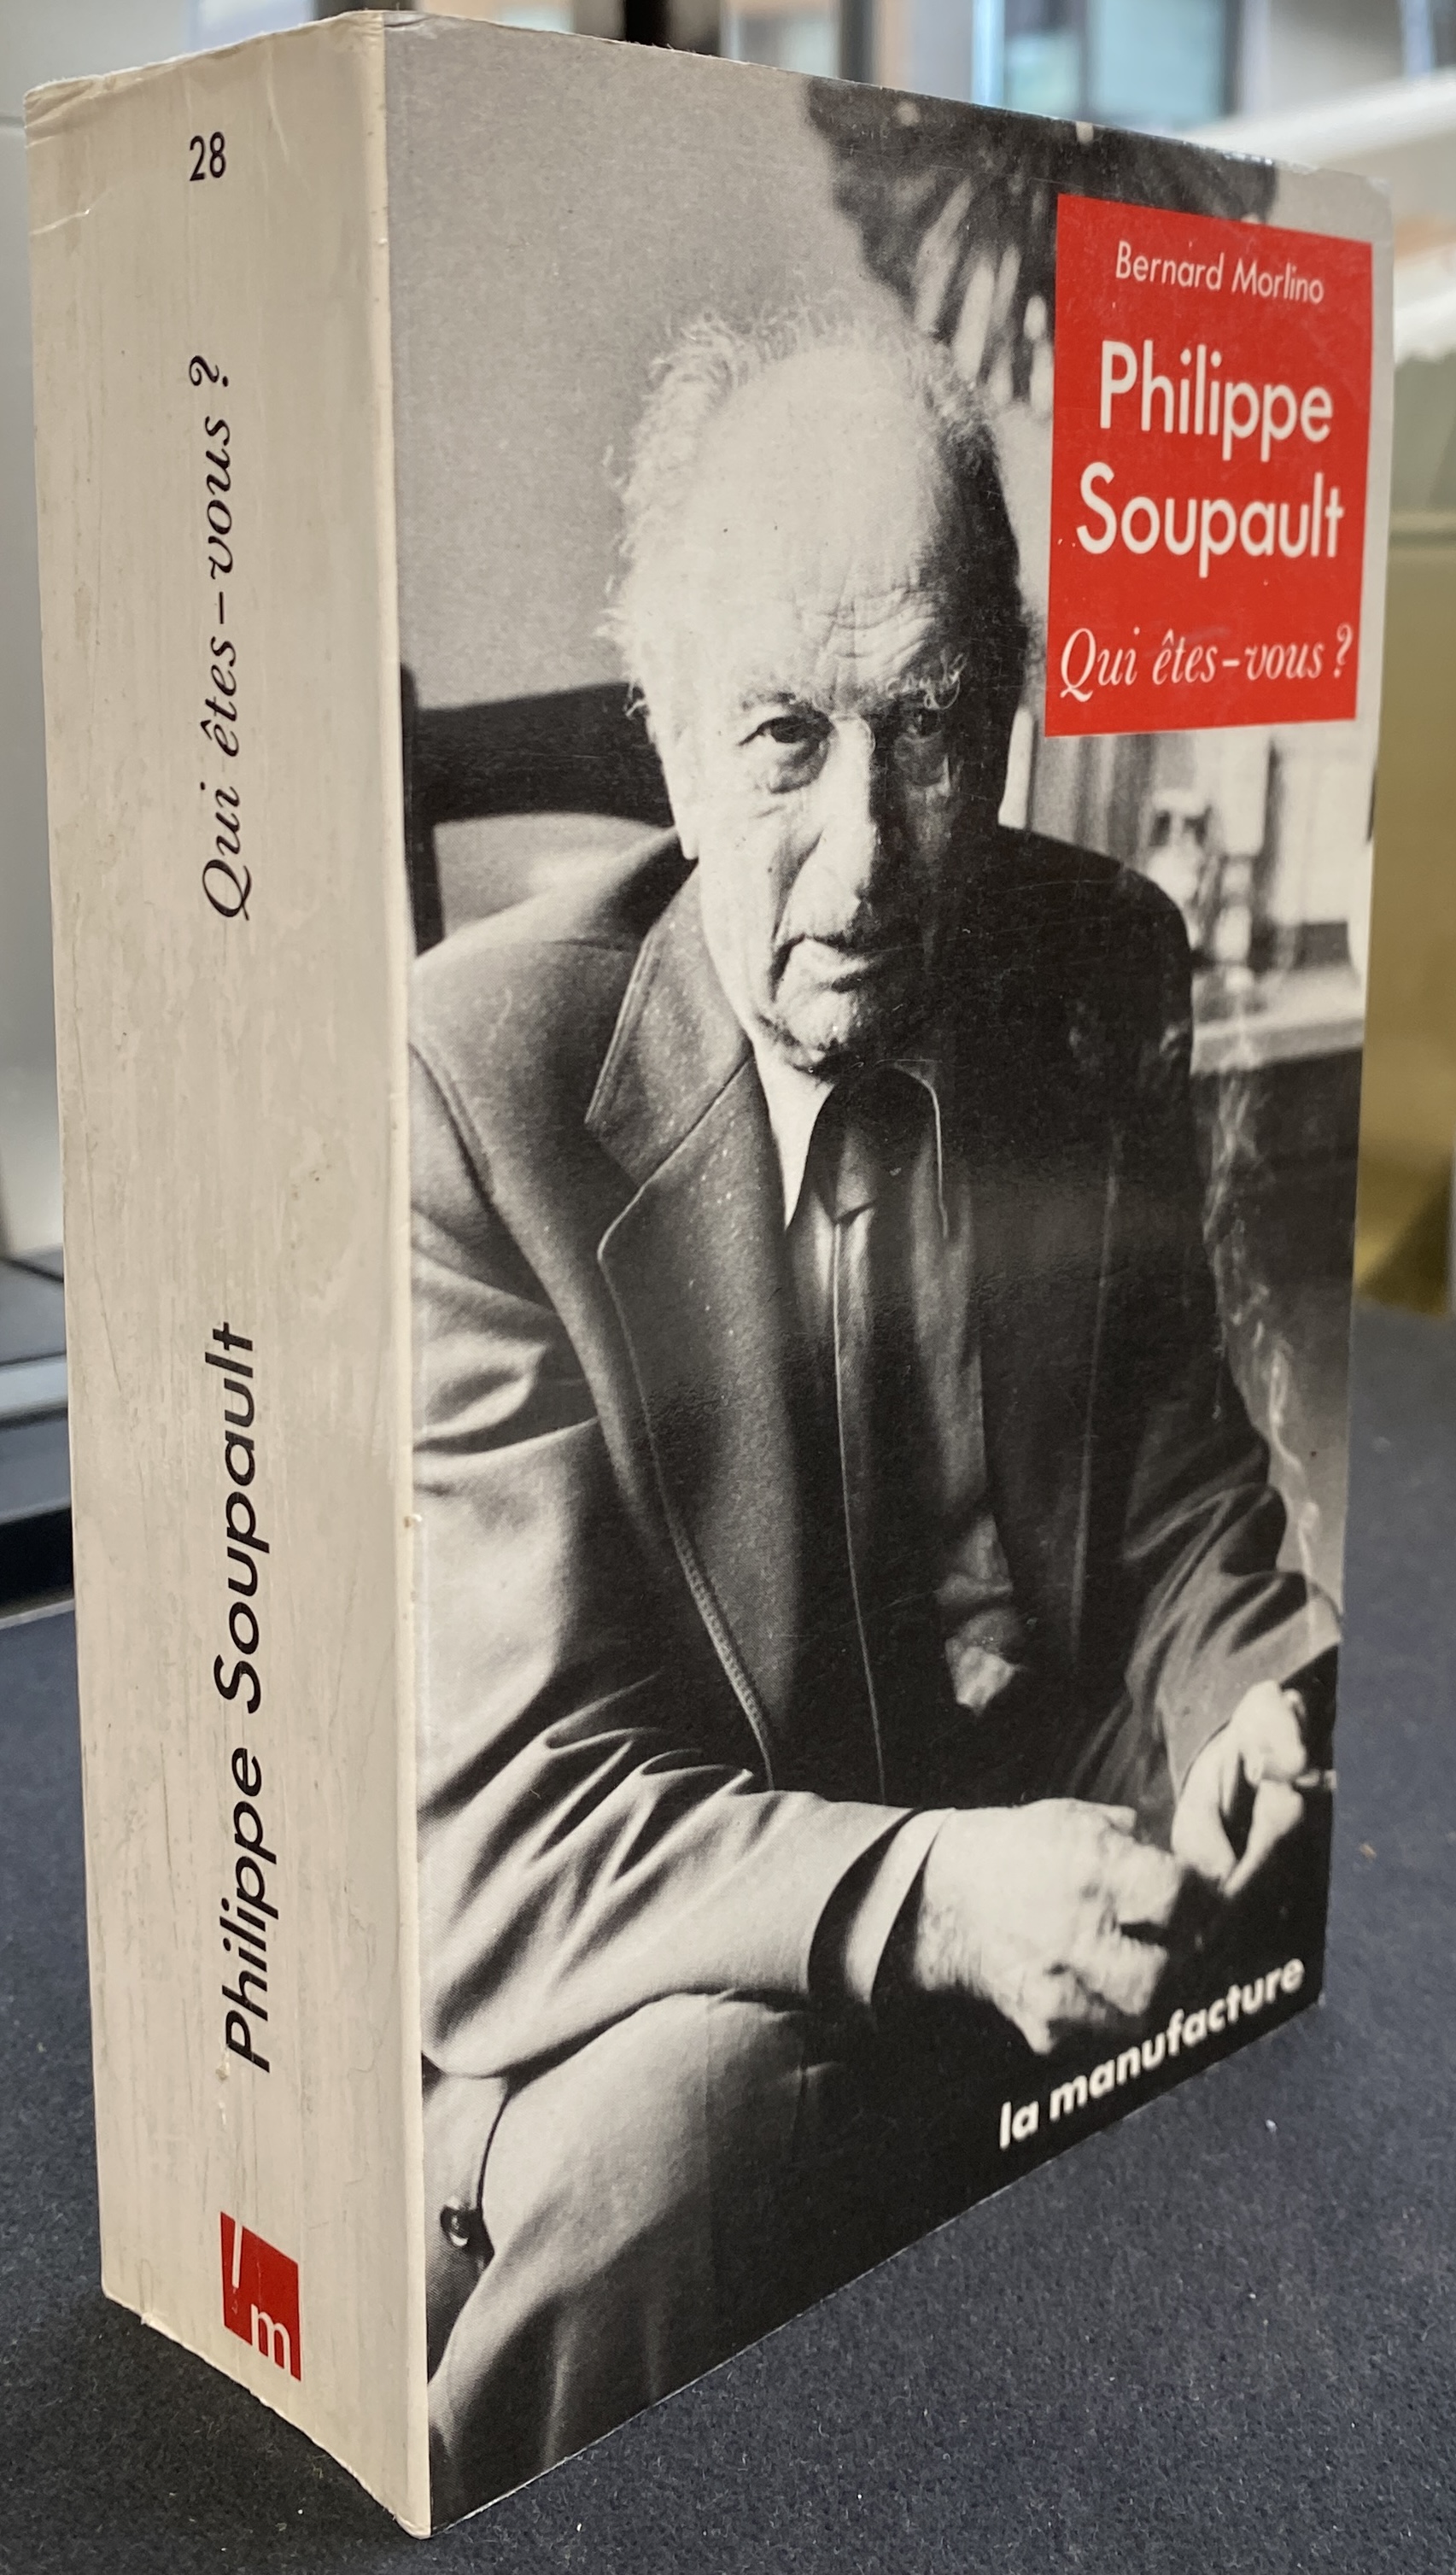 28
Qui êtes-vous ?
Philippe Soupault
l
m
Bernard Morlino
Philippe
Soupault
Qui êtes-vous ?
la manufacture